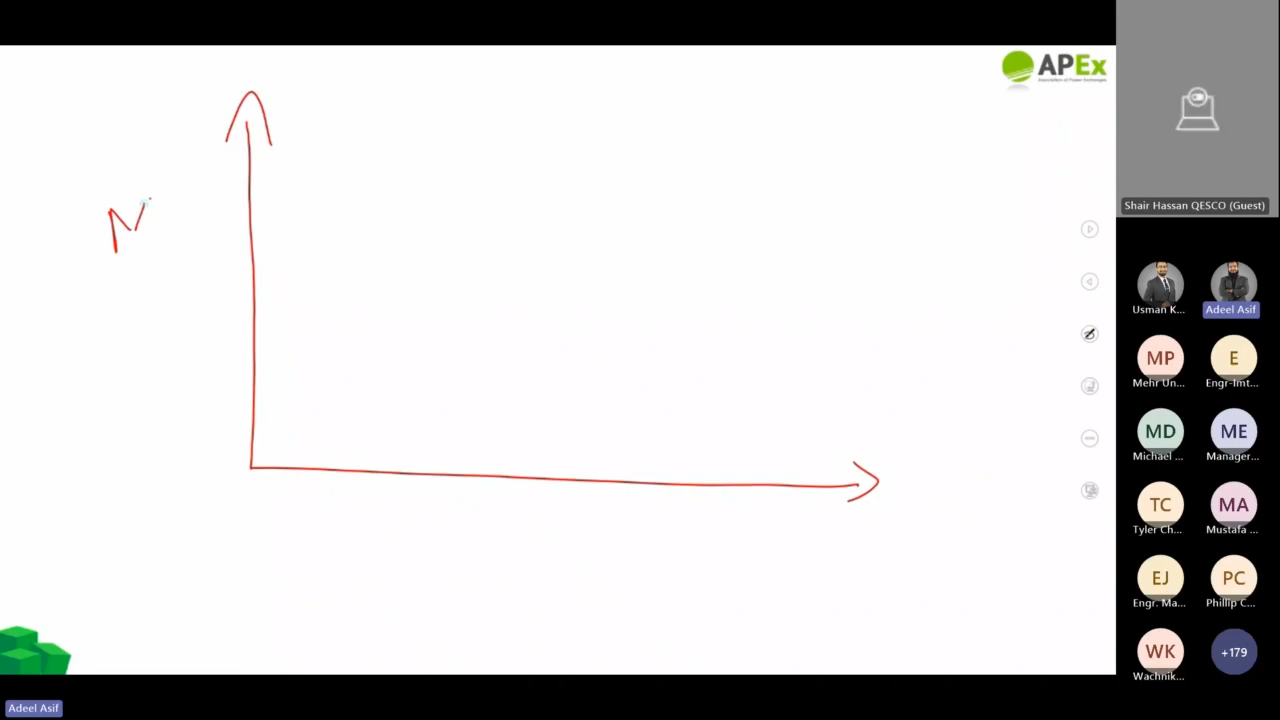 APEx
Association of Power Exchanges
N
Shair Hassan QESCO (Guest)
Usman K...
Adeel Asif
MP
Mehr Un...
E
Engr-Imt...
MD
Michael ...
ME
Manager...
TC
Tyler Ch...
MA
Mustafa ...
EJ
Engr. Ma...
PC
Phillip C...
WK
Wachnik...
+179
Adeel Asif